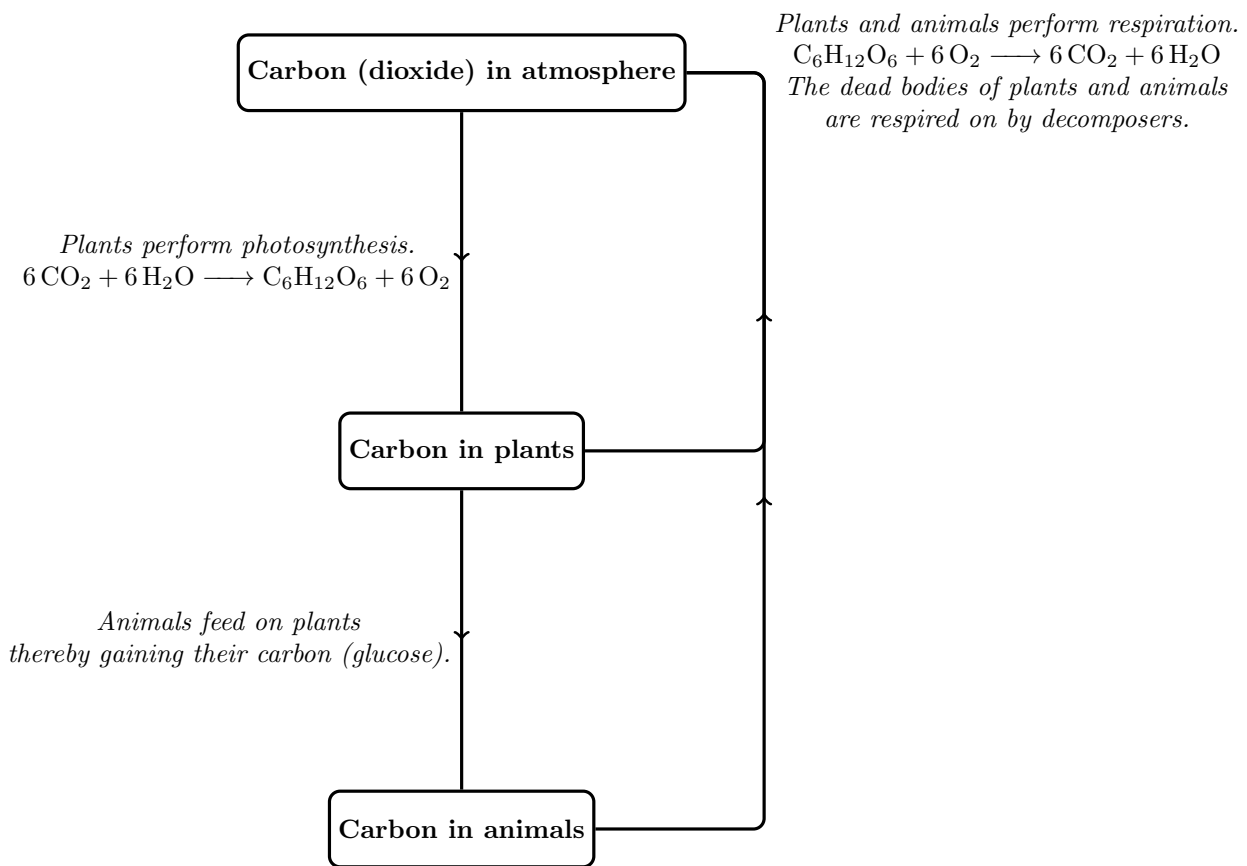 Plants and animals perform respiration.
C₆H₁₂O₆ + 6 O₂ ⟶ 6 CO₂ + 6 H₂O
The dead bodies of plants and animals
are respired on by decomposers.
Carbon (dioxide) in atmosphere
Plants perform photosynthesis.
6 CO₂ + 6 H₂O ⟶ C₆H₁₂O₆ + 6 O₂
Carbon in plants
Animals feed on plants
thereby gaining their carbon (glucose).
Carbon in animals